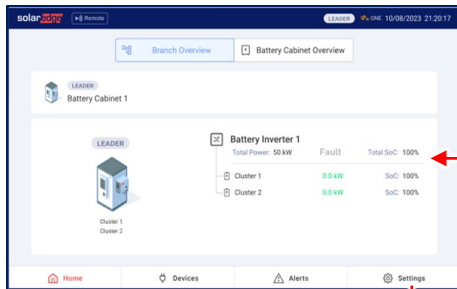 solaredge Remote LEADER ONE 10/08/2023 21:20:17
Branch Overview Battery Cabinet Overview
LEADER
Battery Cabinet 1
LEADER
Battery Inverter 1
Total Power: 50 kW Fault Total SoC: 100%
Cluster 1 0.0 kW SoC: 100%
Cluster 2 0.0 kW SoC: 100%
Cluster 1
Cluster 2
Home Devices Alerts Settings